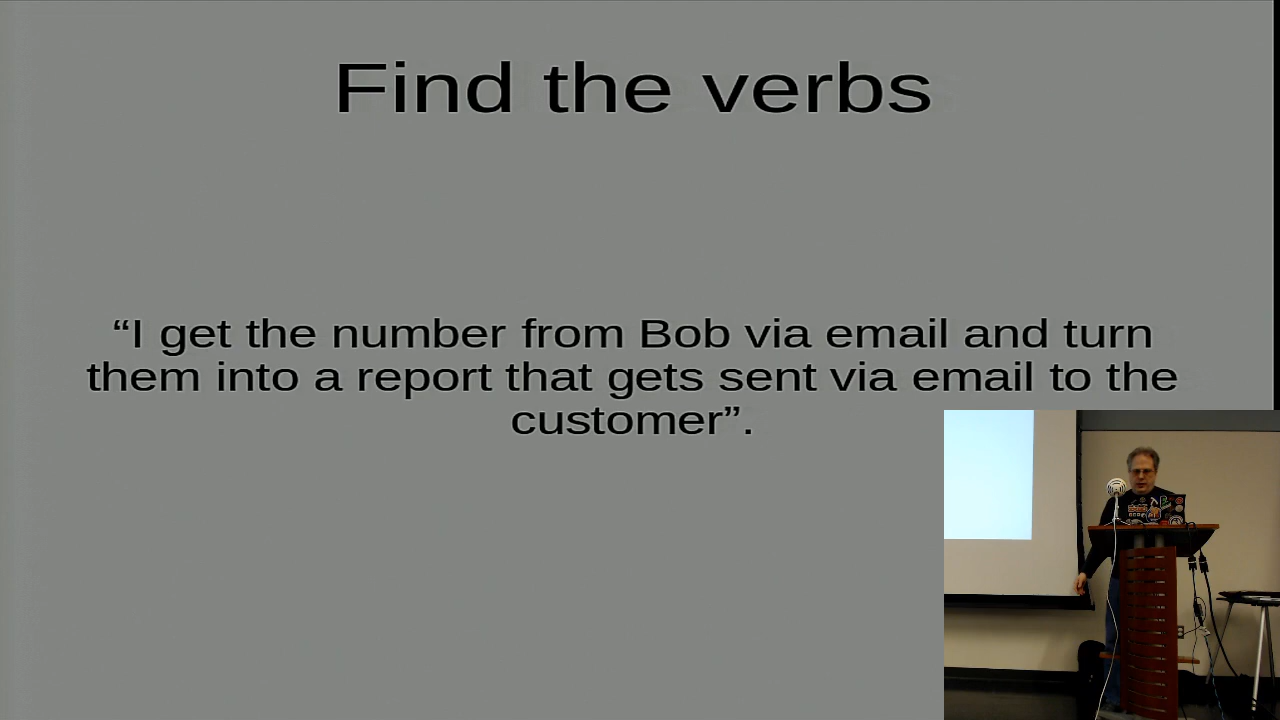 Find the verbs
“I get the number from Bob via email and turn
them into a report that gets sent via email to the
customer”.